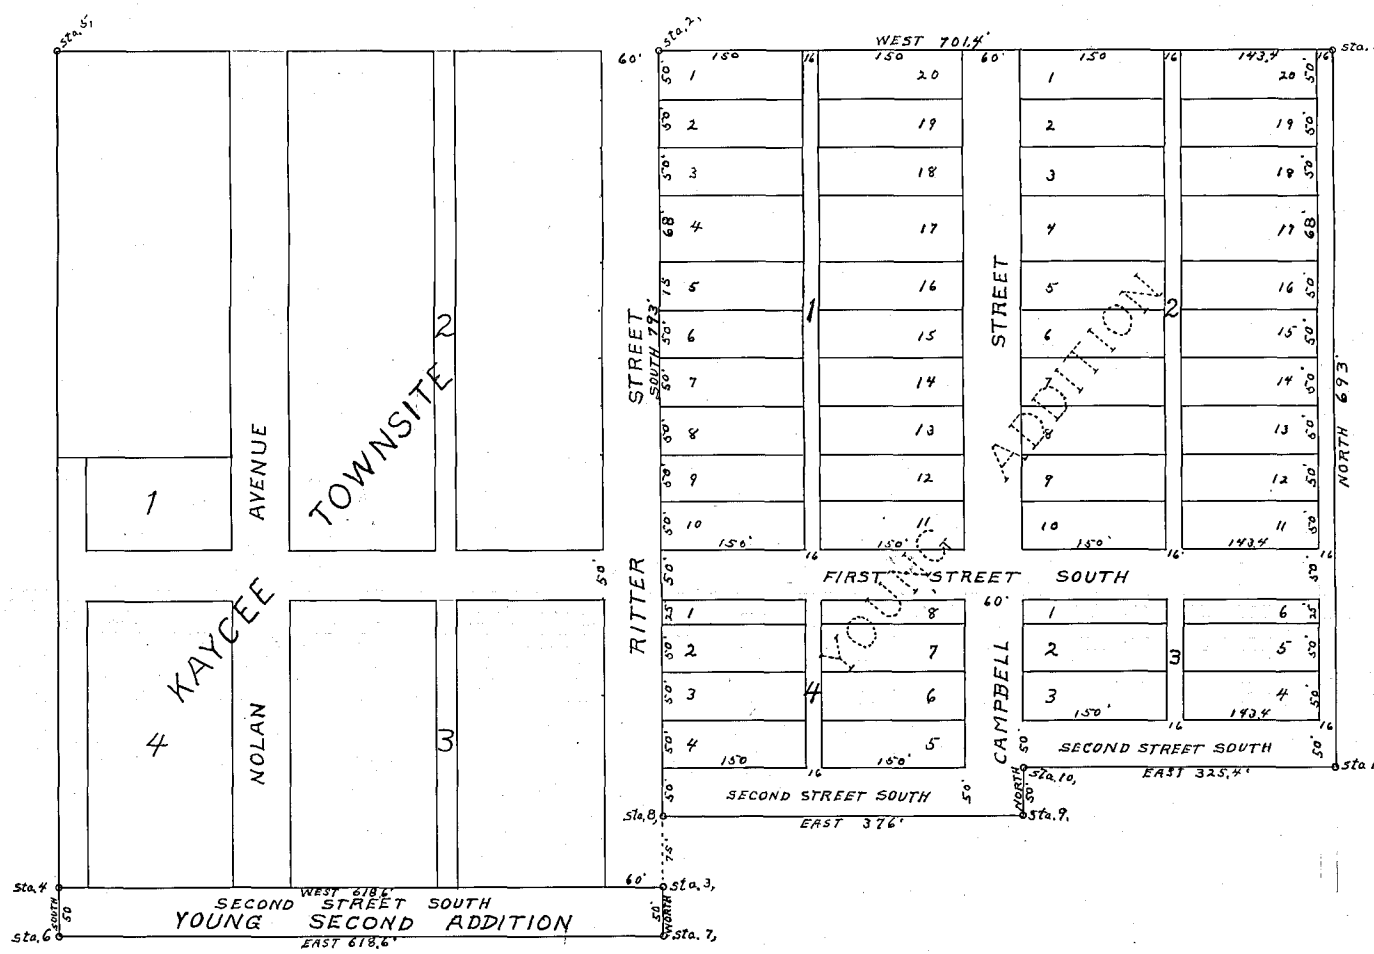 sta. 5,
sta. 2,
WEST 701.4'
sta.
60'
150 16 150 60' 150 16 143.4 16
50' 1 20 1 20 50'
50' 2 19 2 19 50'
50' 3 18 3 18 50'
68' 4 17 4 17 68'
15 5 16 5 16 50'
50' 6 15 6 15 50'
50' 7 14 7 14 50'
50' 8 13 8 13 50'
50' 9 12 9 12 50'
50' 10 11 10 11 50'
150' 16 150' 150' 16 143.4 16
1
2
2
1
KAYCEE TOWNSITE
NOLAN AVENUE
RITTER STREET
SOUTH 793'
CAMPBELL STREET
YOUNG ADDITION
NORTH 693'
50' 50' FIRST STREET SOUTH 50'
60'
25' 1 8 1 6 25'
50' 2 7 2 5 50'
50' 3 6 3 4 50'
150' 16 143.4 16
50' 4 5
150 16 150'
4
3
4
3
50' SECOND STREET SOUTH 50'
EAST 325.4'
sta.
sta. 10,
50' SECOND STREET SOUTH 50'
NORTH 50'
sta. 8,
EAST 376'
sta. 9,
75'
sta. 4
WEST 618.6'
60'
sta. 3,
SOUTH 50
SECOND STREET SOUTH
YOUNG SECOND ADDITION
50' NORTH
sta. 6
EAST 618.6'
sta. 7,